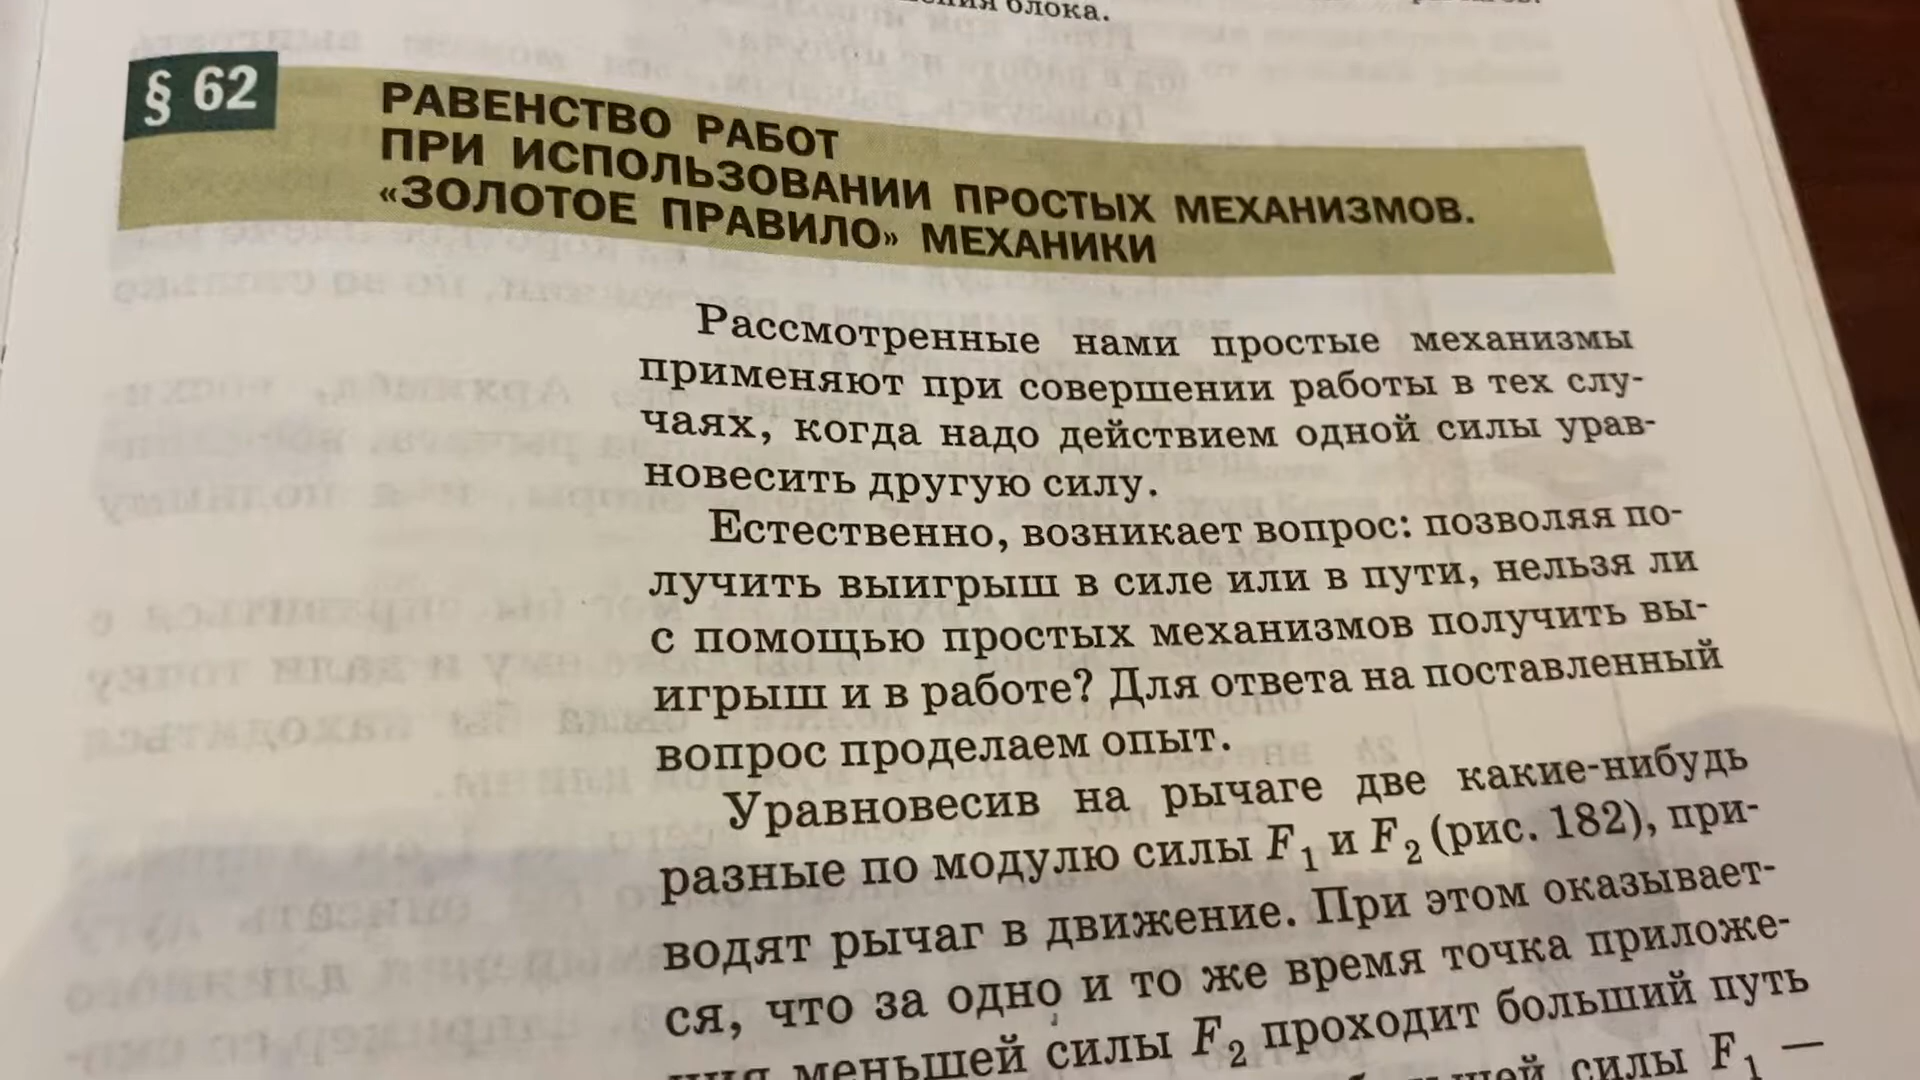 блока.
§ 62
РАВЕНСТВО РАБОТ
ПРИ ИСПОЛЬЗОВАНИИ ПРОСТЫХ МЕХАНИЗМОВ.
«ЗОЛОТОЕ ПРАВИЛО» МЕХАНИКИ
Рассмотренные нами простые механизмы
применяют при совершении работы в тех слу-
чаях, когда надо действием одной силы урав-
новесить другую силу.
Естественно, возникает вопрос: позволяя по-
лучить выигрыш в силе или в пути, нельзя ли
с помощью простых механизмов получить вы-
игрыш и в работе? Для ответа на поставленный
вопрос проделаем опыт.
Уравновесив на рычаге две какие-нибудь
разные по модулю силы F₁ и F₂ (рис. 182), при-
водят рычаг в движение. При этом оказывает-
ся, что за одно и то же время точка приложе-
ния меньшей силы F₂ проходит больший путь
силы F₁ —